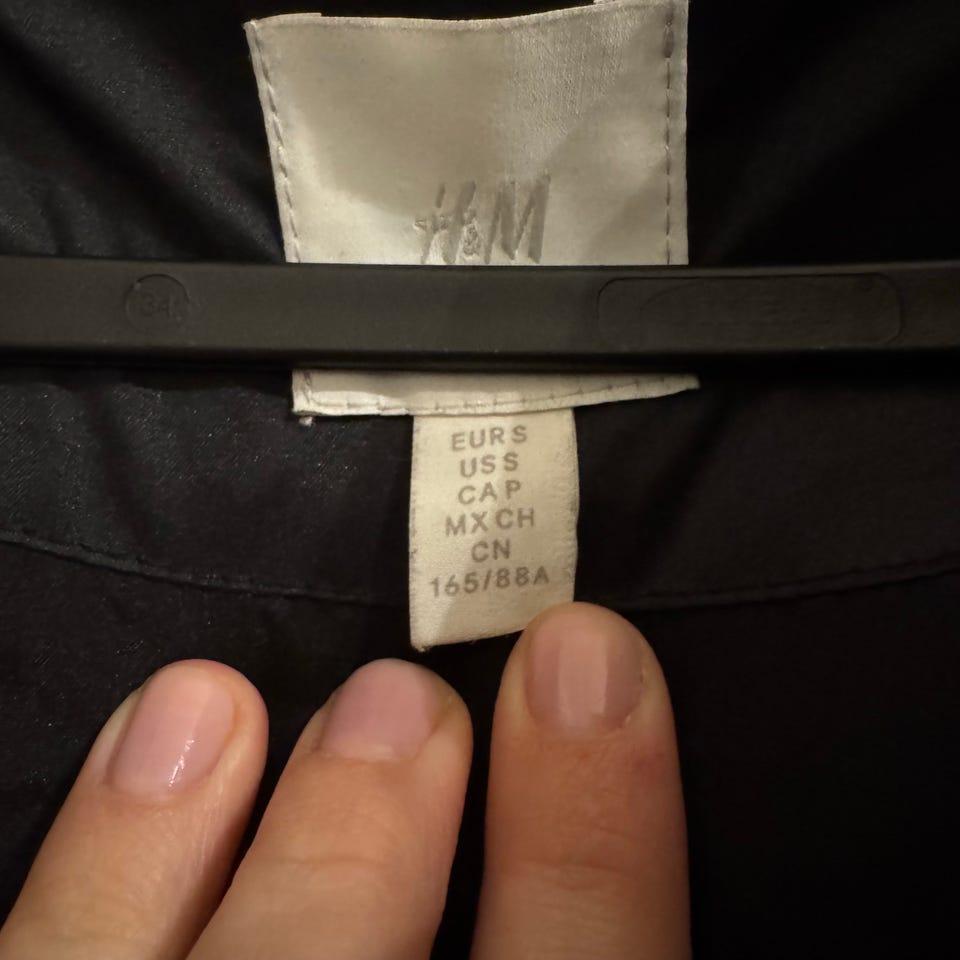 H&M
34
EUR S
US S
CA P
MX CH
CN
165/88A